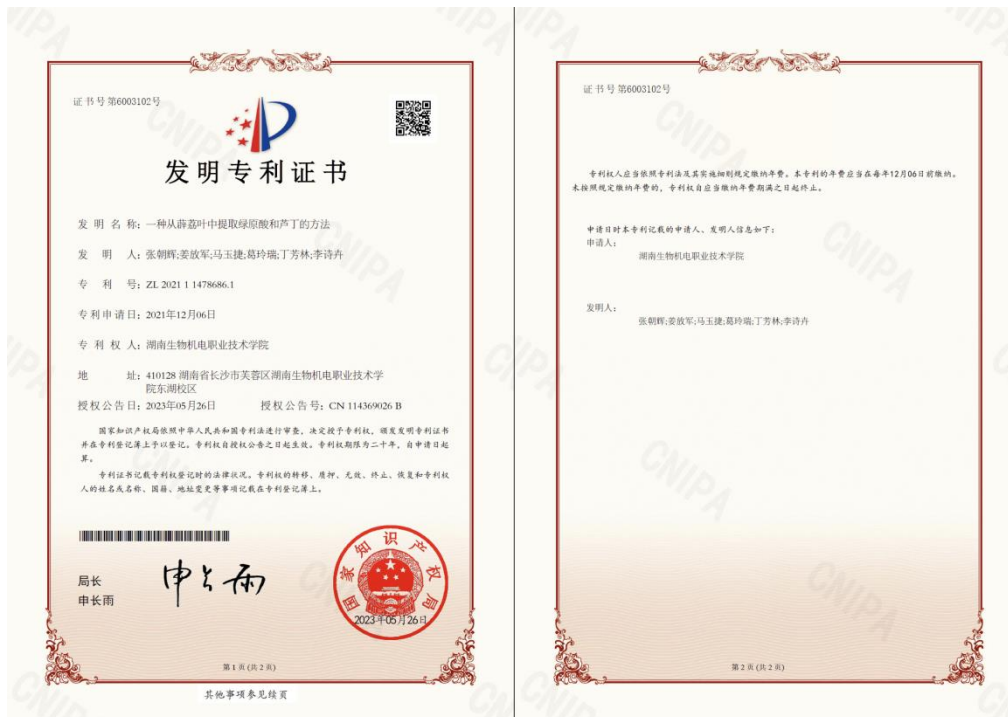 证书号第6003102号
发明专利证书
发 明 名 称：一种从薜荔叶中提取绿原酸和芦丁的方法
发 明 人：张朝辉;姜放军;马玉捷;葛玲瑞;丁芳林;李诗卉
专 利 号：ZL 2021 1 1478686.1
专利申请日：2021年12月06日
专 利 权 人：湖南生物机电职业技术学院
地 址：410128 湖南省长沙市芙蓉区湖南生物机电职业技术学
院东湖校区
授权公告日：2023年05月26日 授权公告号：CN 114369026 B
国家知识产权局依照中华人民共和国专利法进行审查，决定授予专利权，颁发发明专利证书
并在专利登记簿上予以登记。专利权自授权公告之日起生效。专利权期限为二十年，自申请日起
算。
专利证书记载专利权登记时的法律状况。专利权的转移、质押、无效、终止、恢复和专利权
人的姓名或名称、国籍、地址变更等事项记载在专利登记簿上。
局长
申长雨
申长雨
国家知识产权局
2023年05月26日
第 1 页 (共 2 页)
其他事项参见续页
证书号第6003102号
专利权人应当依照专利法及其实施细则规定缴纳年费。本专利的年费应当在每年12月06日前缴纳。
未按照规定缴纳年费的，专利权自应当缴纳年费期满之日起终止。
申请日时本专利记载的申请人、发明人信息如下：
申请人：
湖南生物机电职业技术学院
发明人：
张朝辉;姜放军;马玉捷;葛玲瑞;丁芳林;李诗卉
第 2 页 (共 2 页)
CNIPA